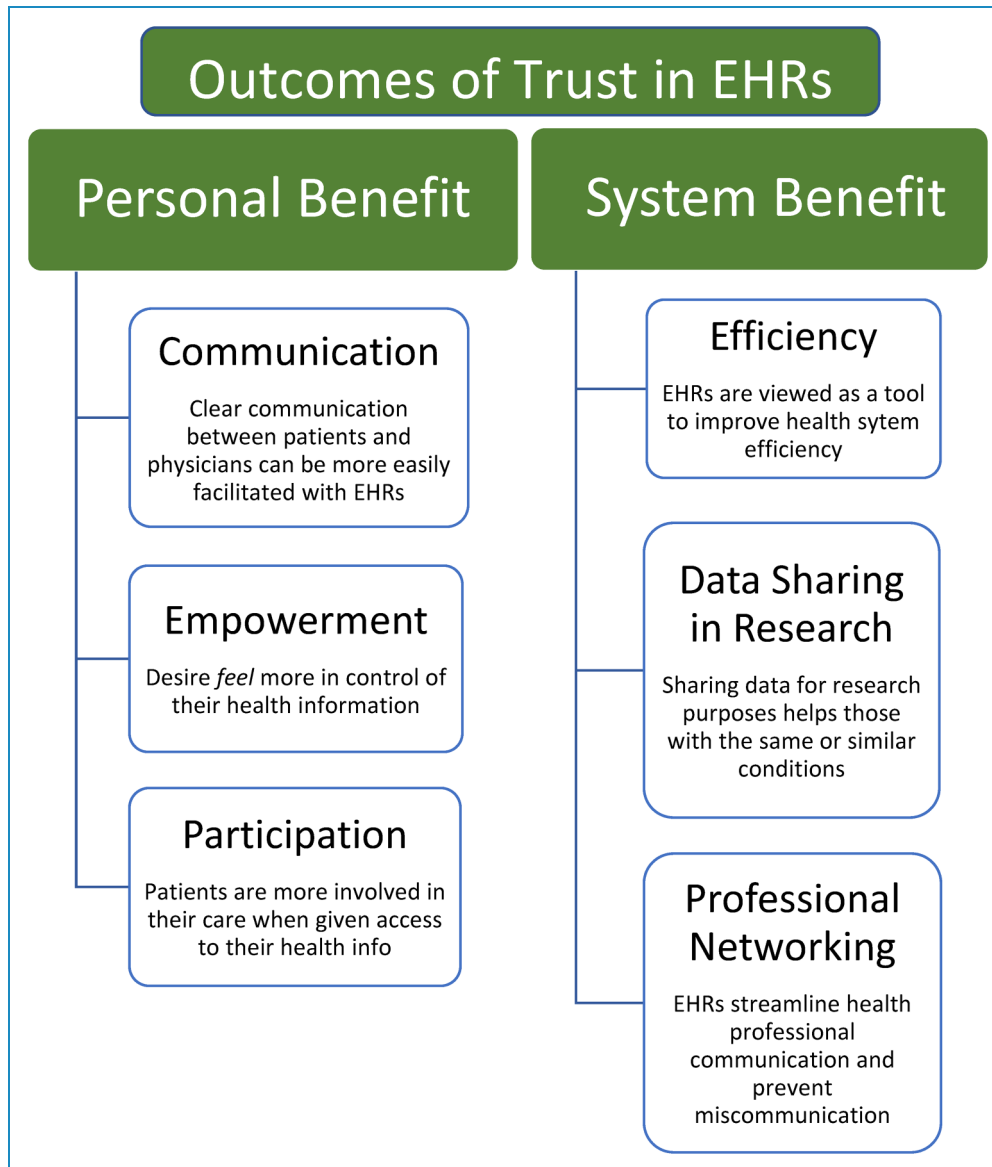 Outcomes of Trust in EHRs
Personal Benefit
Communication
Clear communication
between patients and
physicians can be more easily
facilitated with EHRs
Empowerment
Desire feel more in control of
their health information
Participation
Patients are more involved in
their care when given access
to their health info
System Benefit
Efficiency
EHRs are viewed as a tool
to improve health sytem
efficiency
Data Sharing
in Research
Sharing data for research
purposes helps those
with the same or similar
conditions
Professional
Networking
EHRs streamline health
professional
communication and
prevent
miscommunication